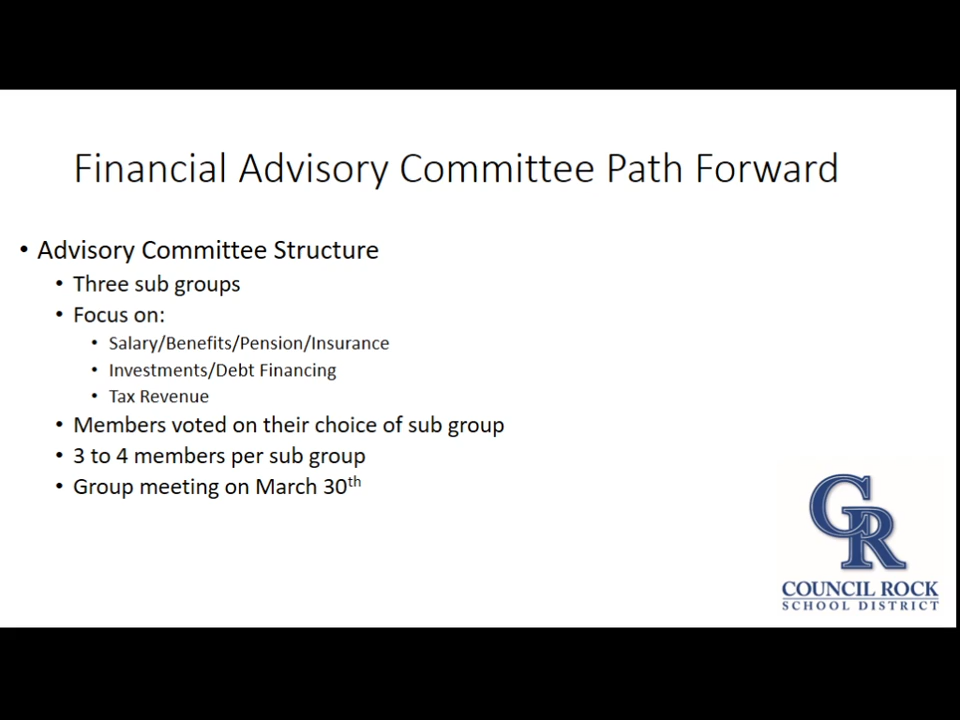 Financial Advisory Committee Path Forward
• Advisory Committee Structure
• Three sub groups
• Focus on:
• Salary/Benefits/Pension/Insurance
• Investments/Debt Financing
• Tax Revenue
• Members voted on their choice of sub group
• 3 to 4 members per sub group
• Group meeting on March 30th
CR
COUNCIL ROCK
SCHOOL DISTRICT